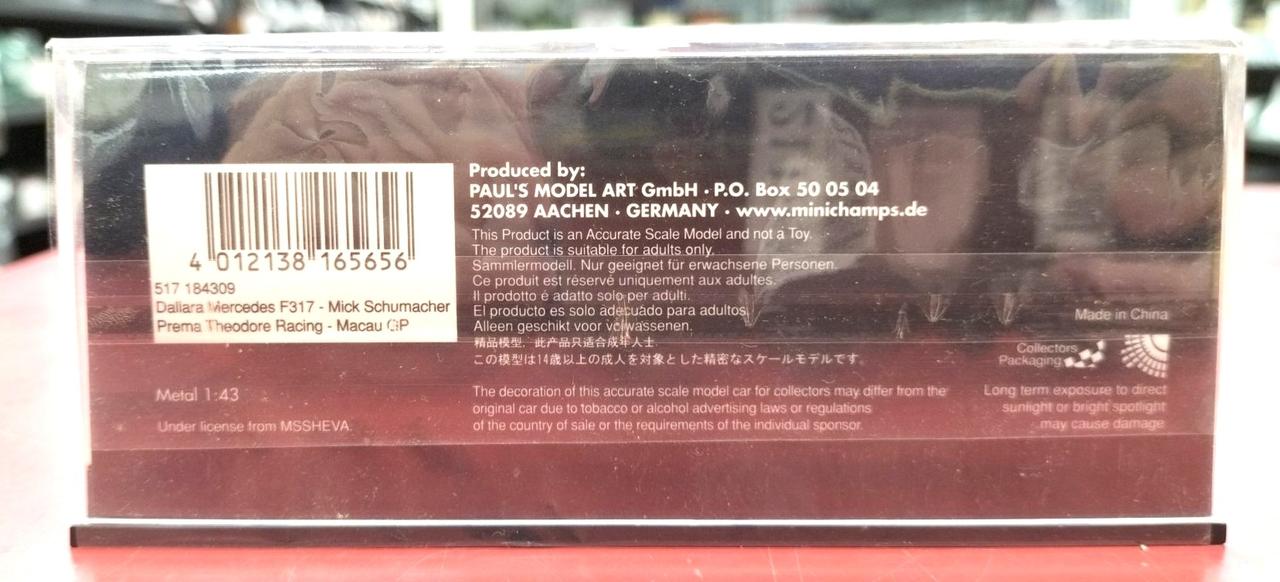 4 012138 165656
517 184309
Dallara Mercedes F317 - Mick Schumacher
Prema Theodore Racing - Macau GP
Metal 1:43
Under license from MSSHEVA.
Produced by:
PAUL'S MODEL ART GmbH · P.O. Box 50 05 04
52089 AACHEN · GERMANY · www.minichamps.de
This Product is an Accurate Scale Model and not a Toy.
The product is suitable for adults only.
Sammlermodell. Nur geeignet für erwachsene Personen.
Ce produit est réservé uniquement aux adultes.
Il prodotto é adatto solo per adulti.
El producto es solo adecuado para adultos.
Alleen geschikt voor volwassenen.
精品模型. 此产品只适合成年人士.
この模型は14歳以上の成人を対象とした精密なスケールモデルです。
The decoration of this accurate scale model car for collectors may differ from the
original car due to tobacco or alcohol advertising laws or regulations
of the country of sale or the requirements of the individual sponsor.
Made in China
Collectors
Packaging
Long term exposure to direct
sunlight or bright spotlight
may cause damage.